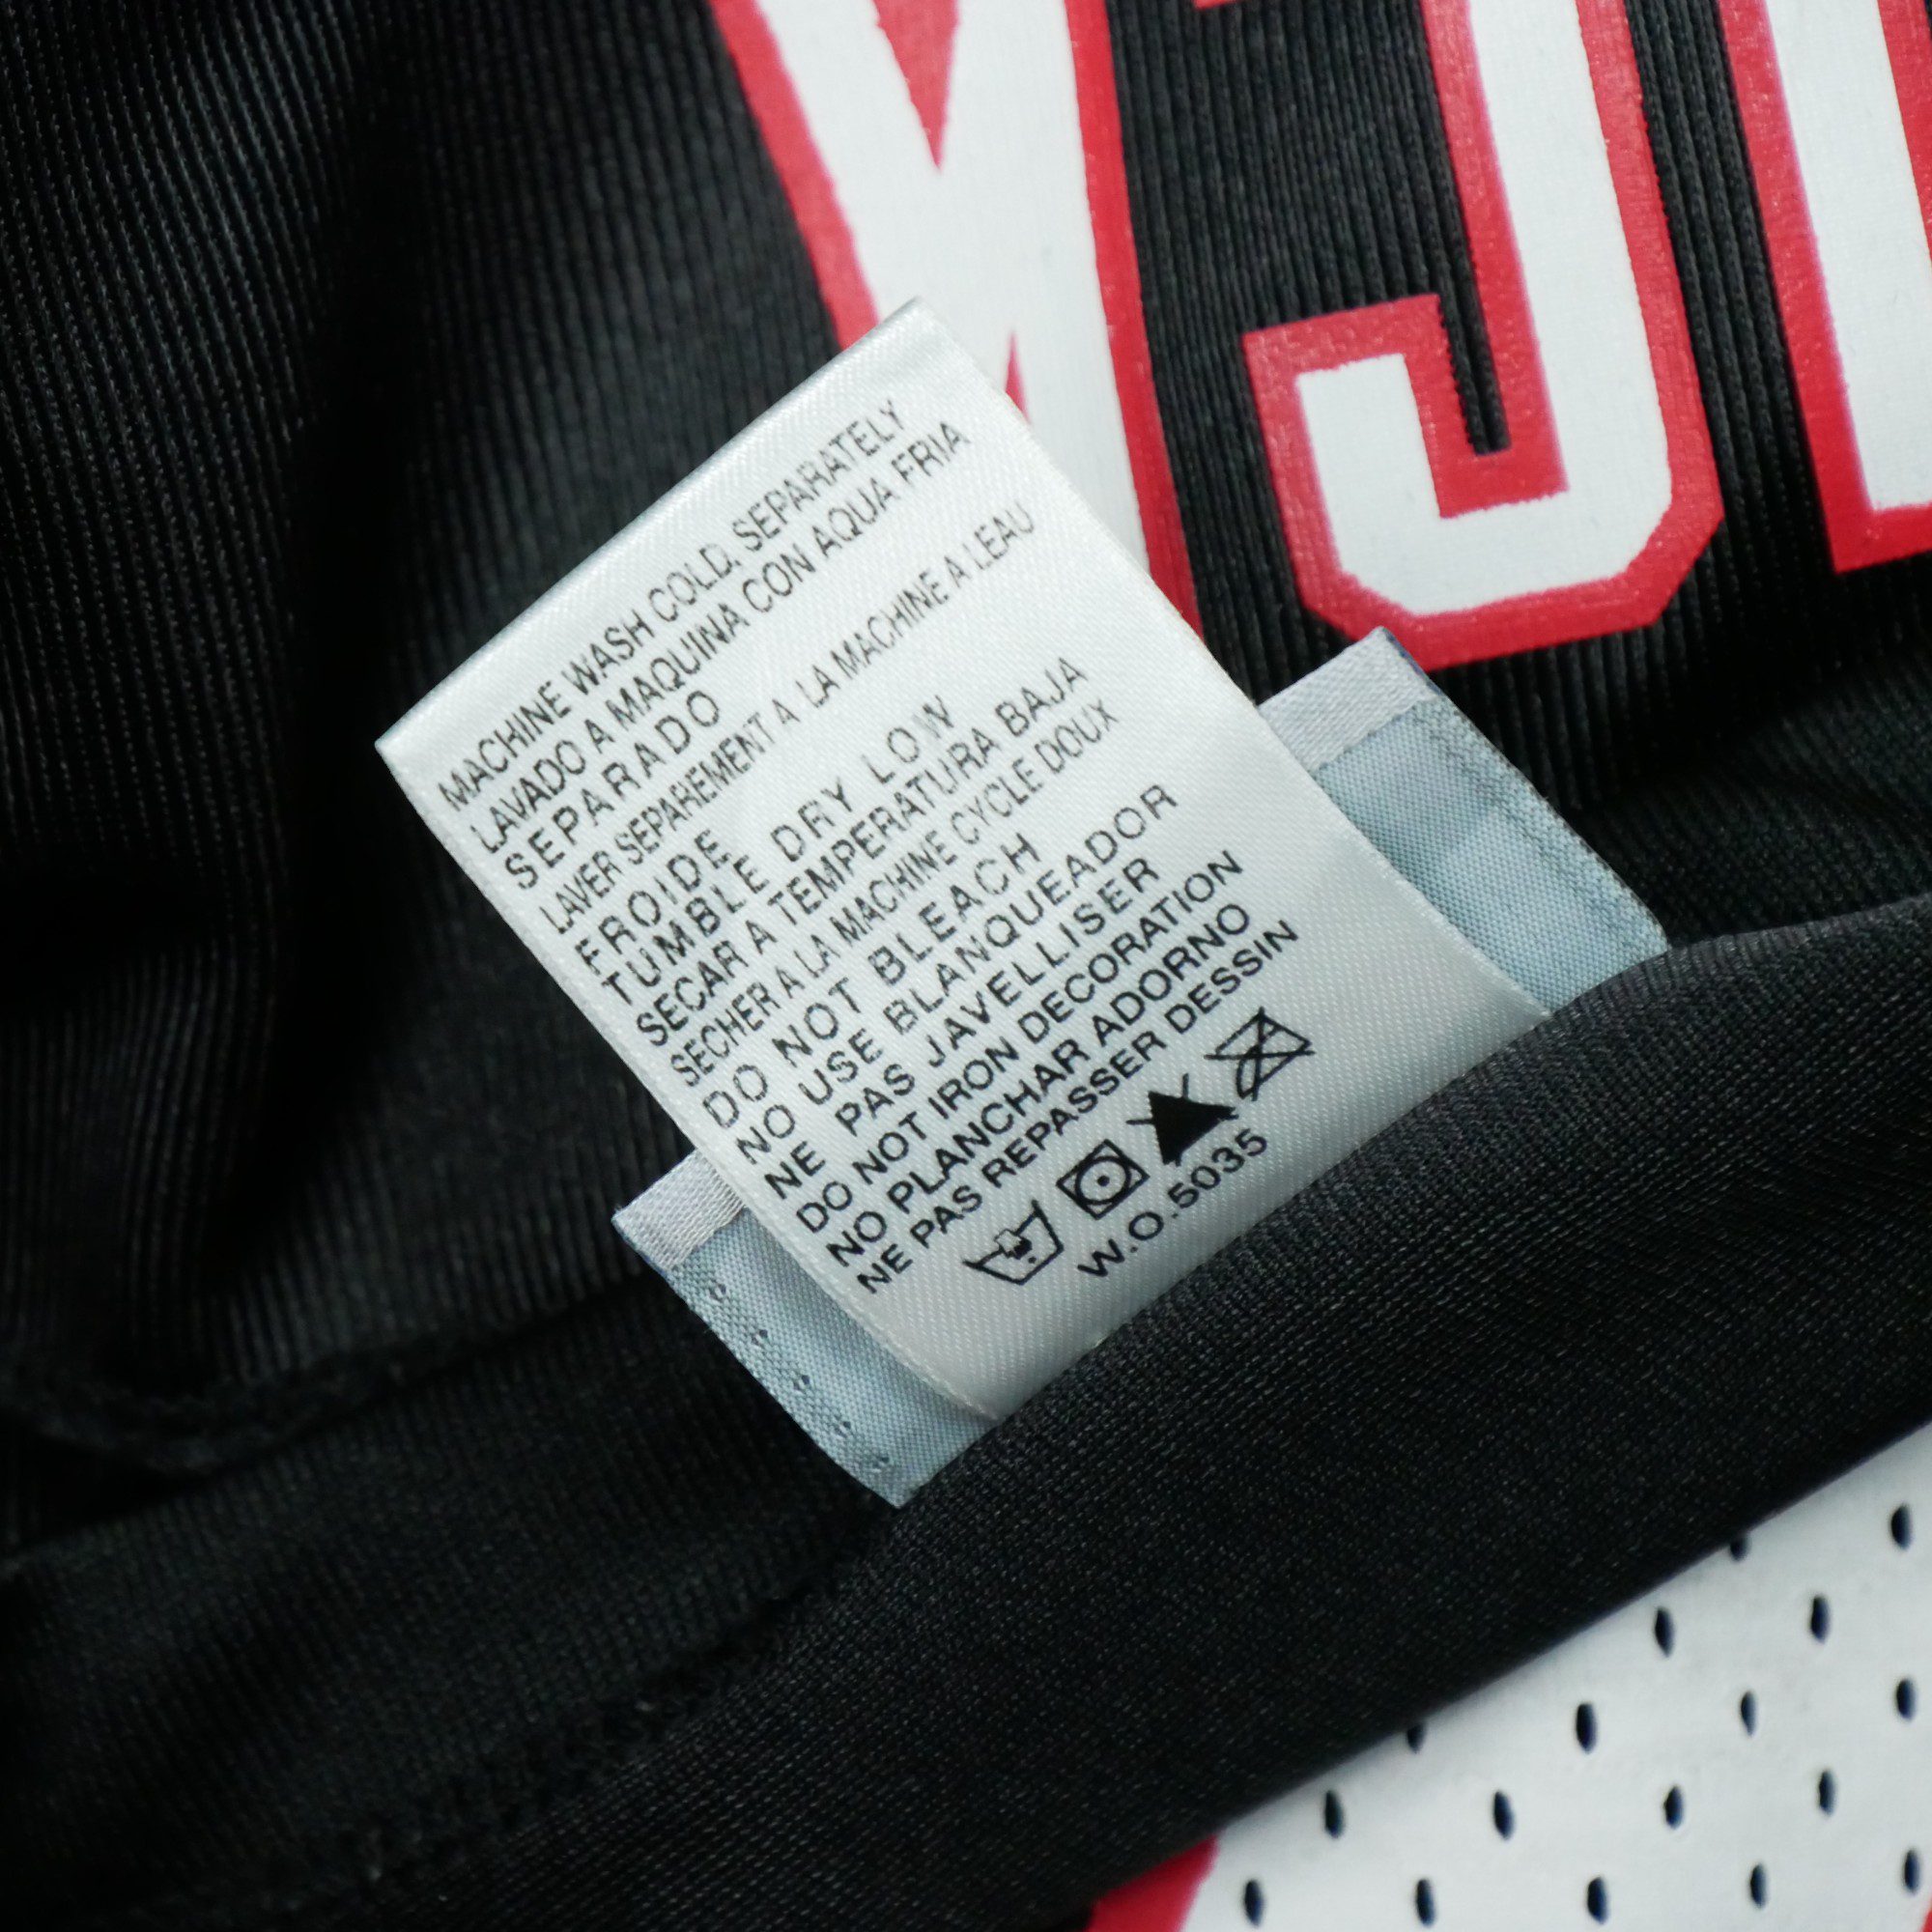 MACHINE WASH COLD, SEPARATELY
LAVADO A MAQUINA CON AQUA FRIA
SEPARADO
LAVER SEPAREMENT A LA MACHINE A LEAU
FROIDE
TUMBLE DRY LOW
SECAR A TEMPERATURA BAJA
SECHER A LA MACHINE CYCLE DOUX
DO NOT BLEACH
NO USE BLANQUEADOR
NE PAS JAVELLISER
DO NOT IRON DECORATION
NO PLANCHAR ADORNO
NE PAS REPASSER DESSIN
W.O.5035